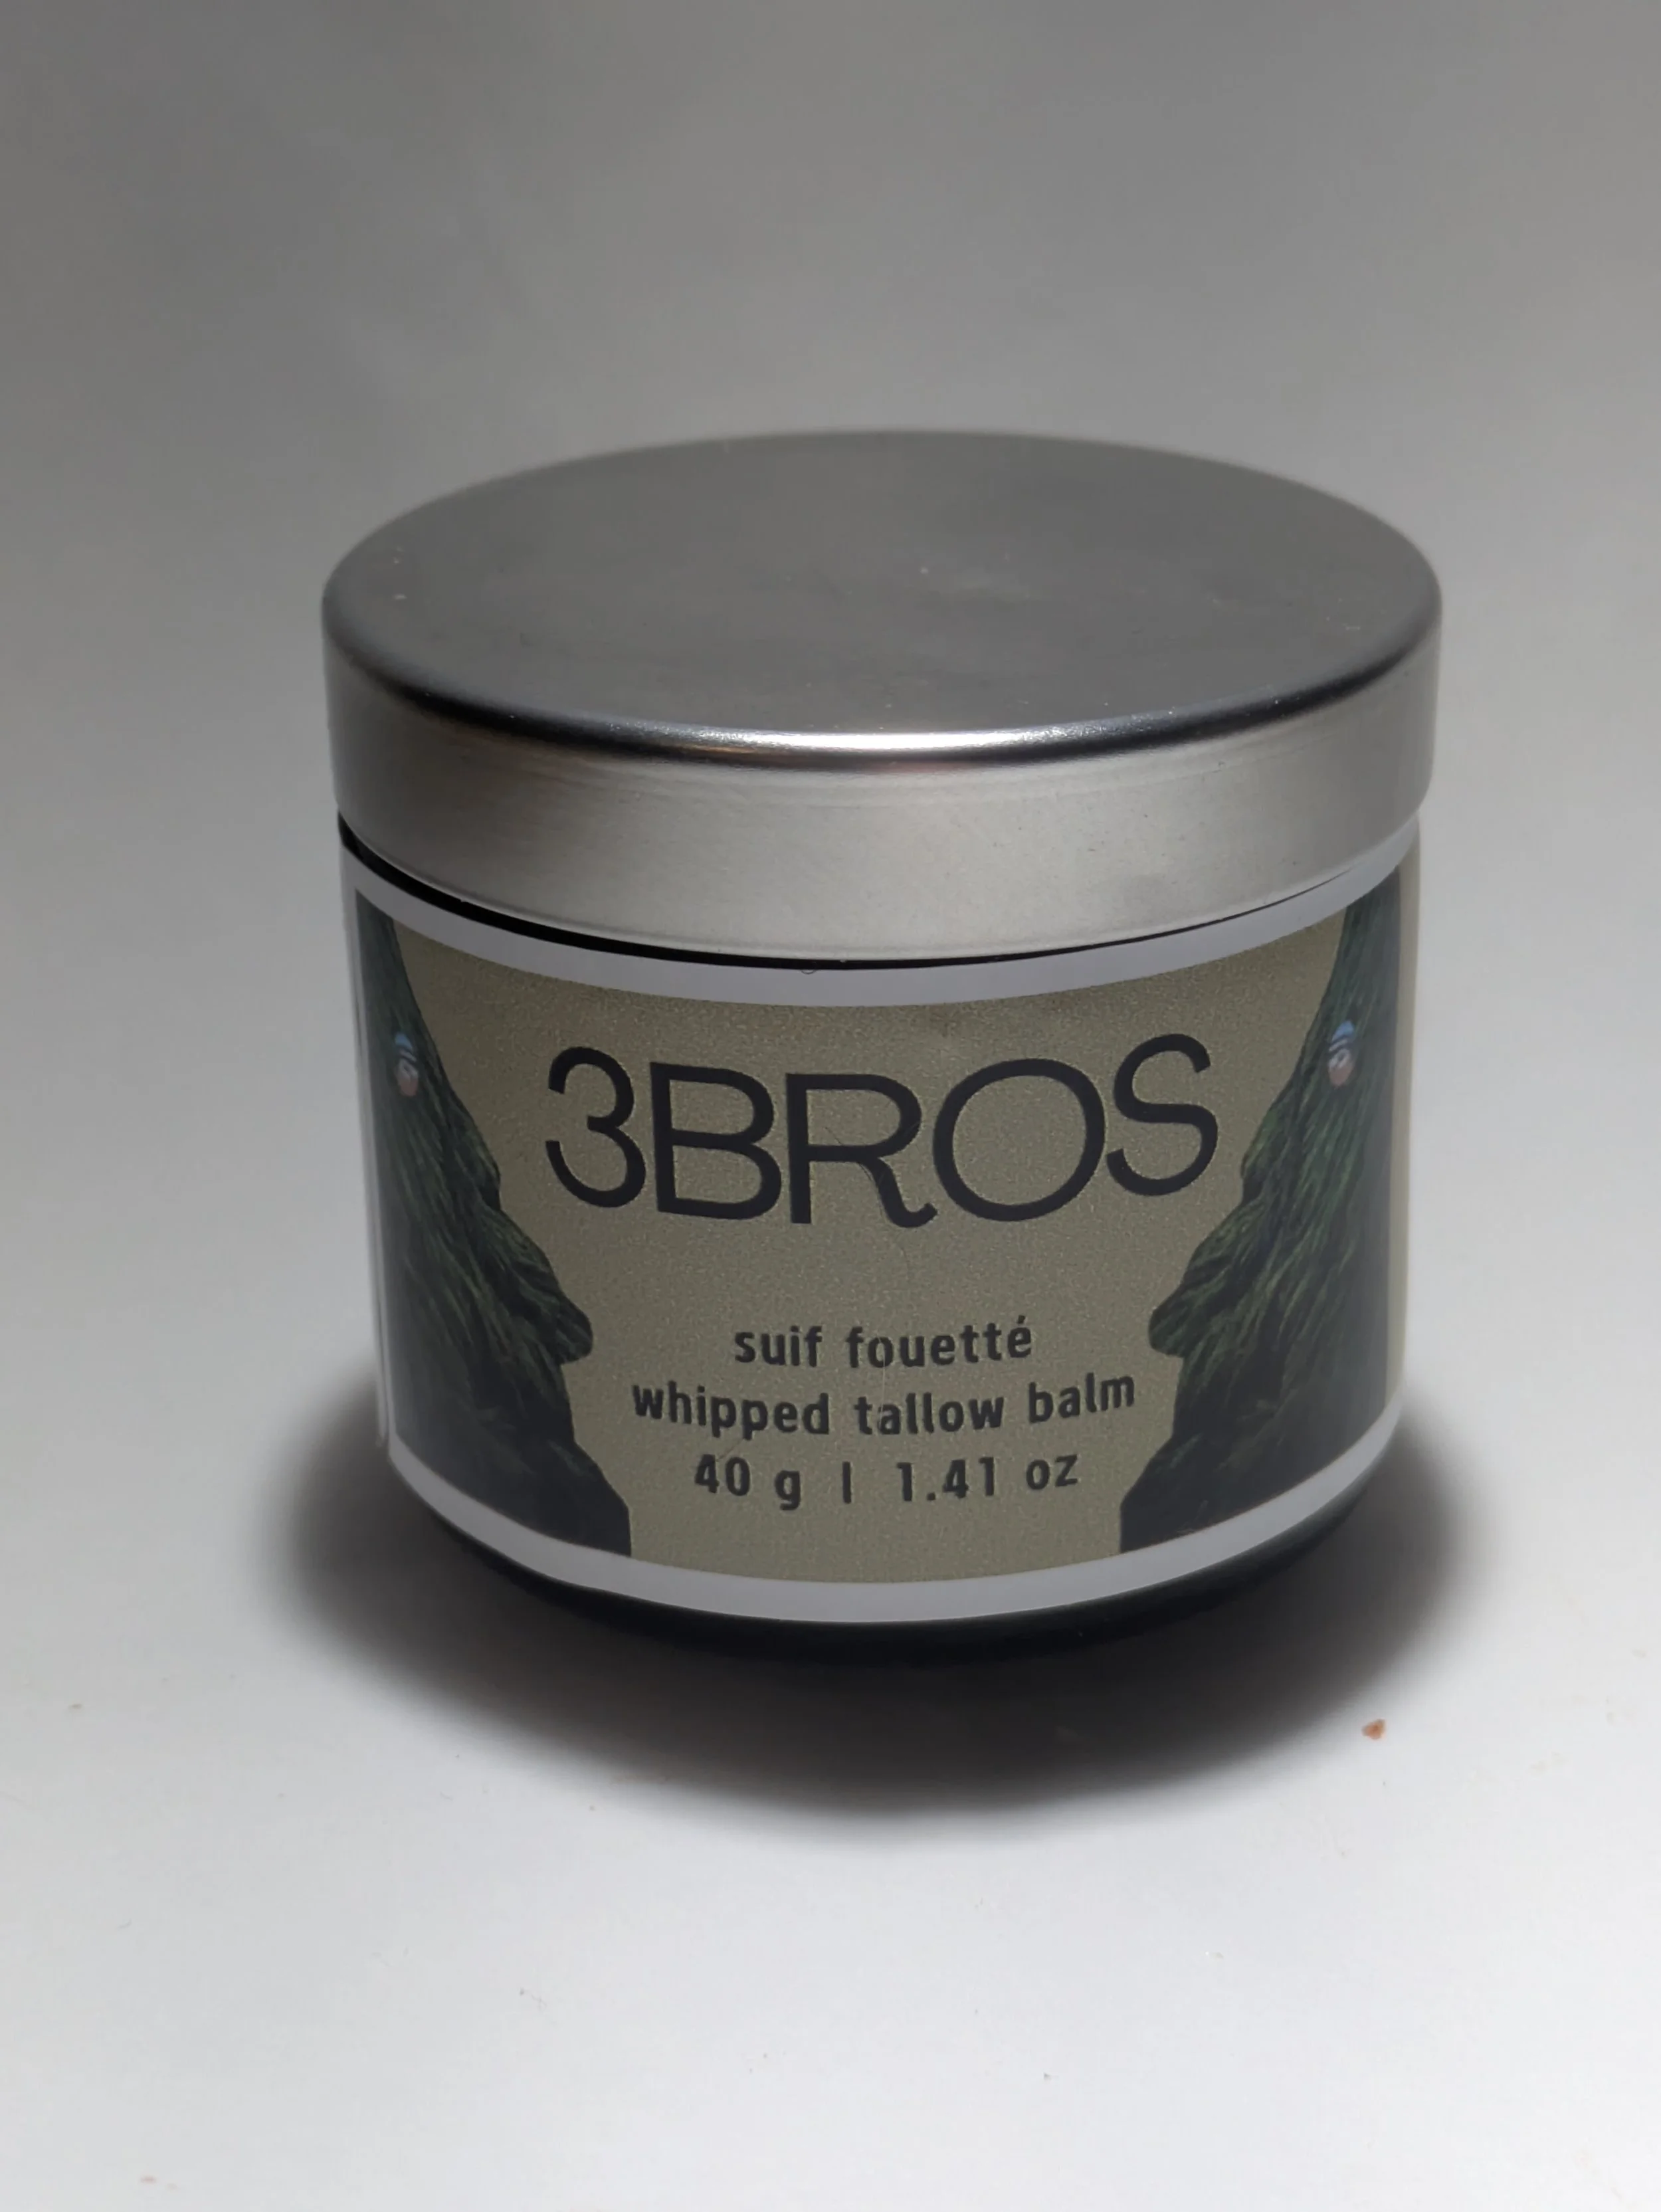 3BROS
suif fouetté
whipped tallow balm
40 g | 1.41 oz